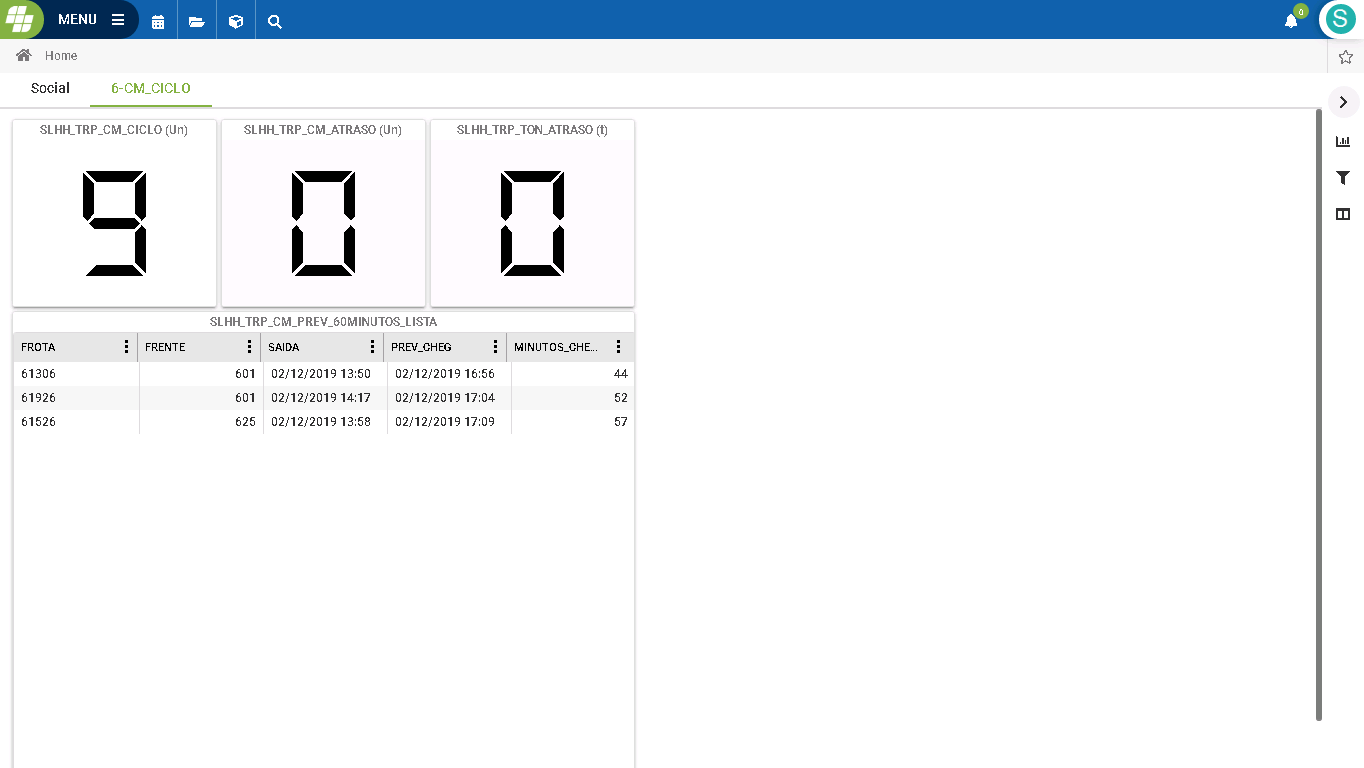 MENU
0
S
Home
Social
6-CM_CICLO
SLHH_TRP_CM_CICLO (Un)
SLHH_TRP_CM_ATRASO (Un)
SLHH_TRP_TON_ATRASO (t)
9
0
0
SLHH_TRP_CM_PREV_60MINUTOS_LISTA
FROTA FRENTE SAIDA PREV_CHEG MINUTOS_CHE...
61306 601 02/12/2019 13:50 02/12/2019 16:56 44
61926 601 02/12/2019 14:17 02/12/2019 17:04 52
61526 625 02/12/2019 13:58 02/12/2019 17:09 57